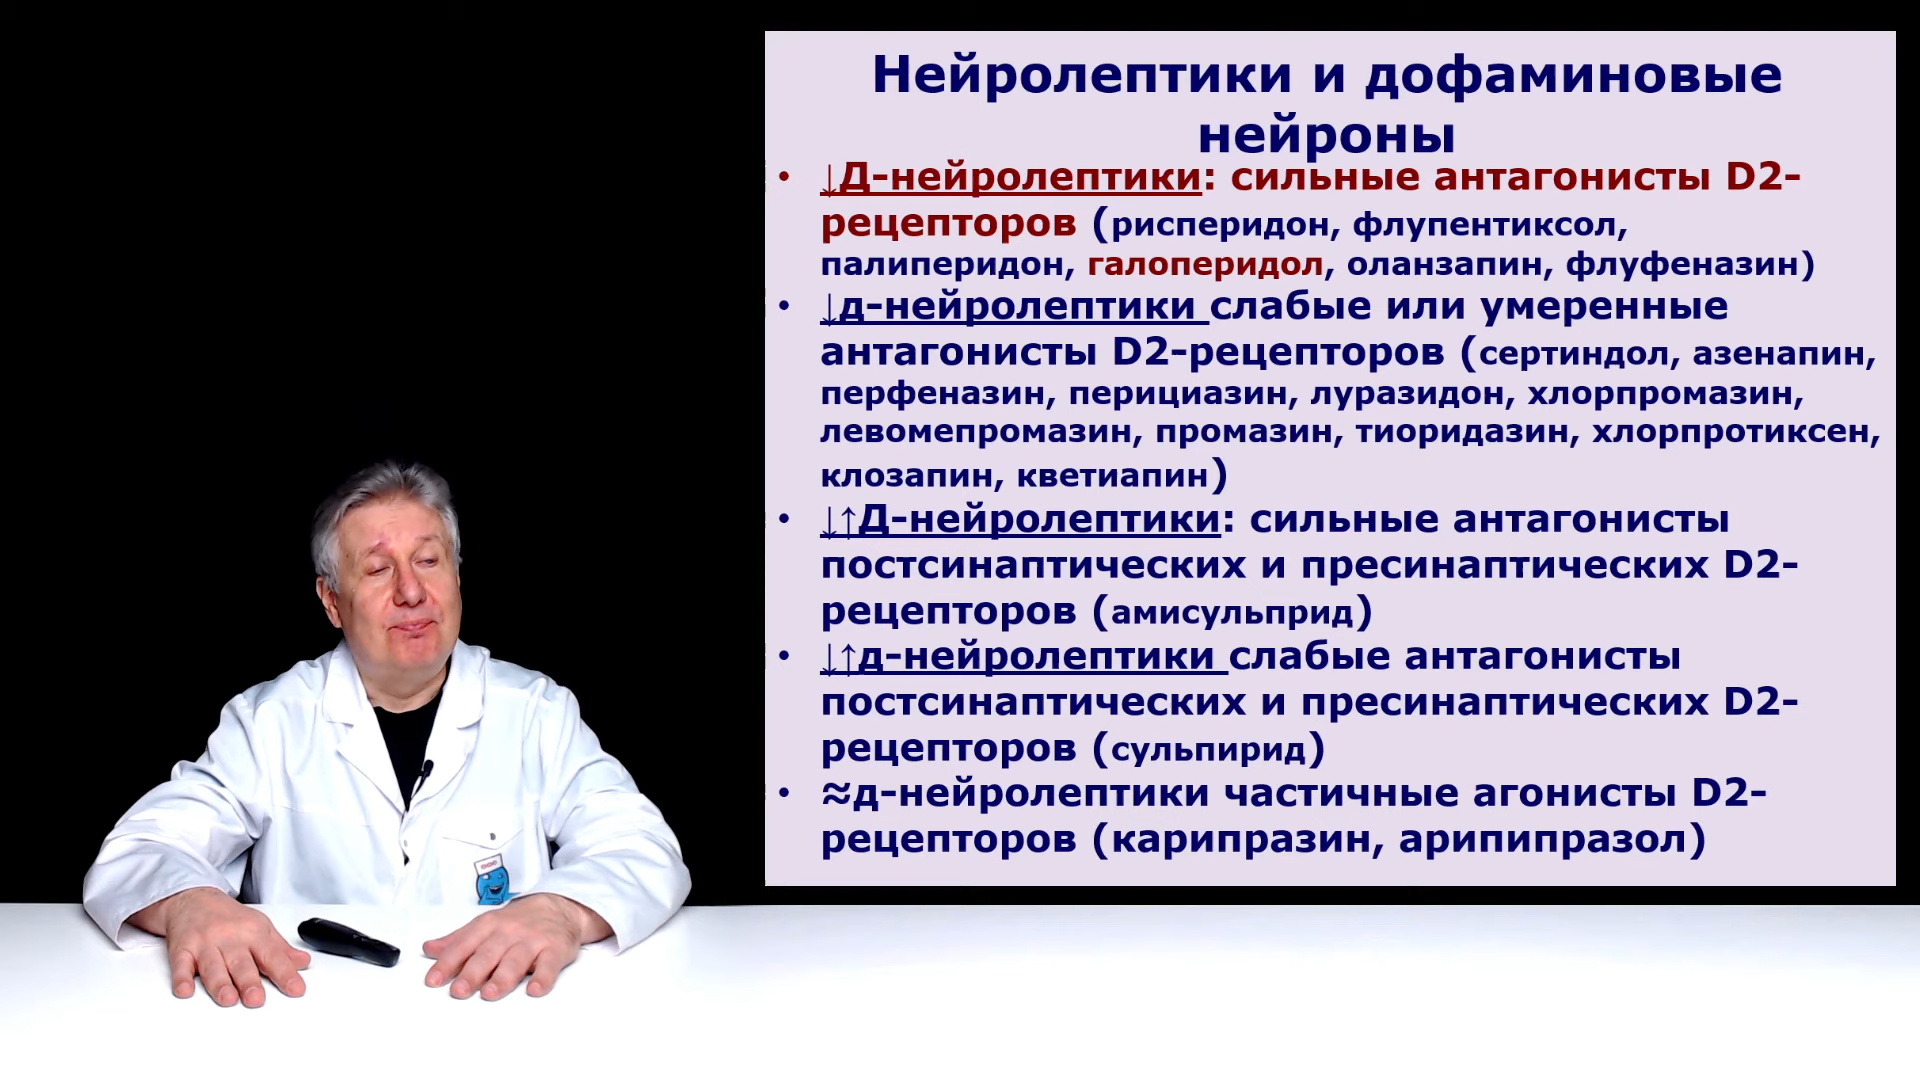 Нейролептики и дофаминовые
нейроны
• ↓Д-нейролептики: сильные антагонисты D2-
рецепторов (рисперидон, флупентиксол,
палиперидон, галоперидол, оланзапин, флуфеназин)
• ↓д-нейролептики слабые или умеренные
антагонисты D2-рецепторов (сертиндол, азенапин,
перфеназин, перициазин, луразидон, хлорпромазин,
левомепромазин, промазин, тиоридазин, хлорпротиксен,
клозапин, кветиапин)
• ↓↑Д-нейролептики: сильные антагонисты
постсинаптических и пресинаптических D2-
рецепторов (амисульприд)
• ↓↑д-нейролептики слабые антагонисты
постсинаптических и пресинаптических D2-
рецепторов (сульпирид)
• ≈д-нейролептики частичные агонисты D2-
рецепторов (карипразин, арипипразол)